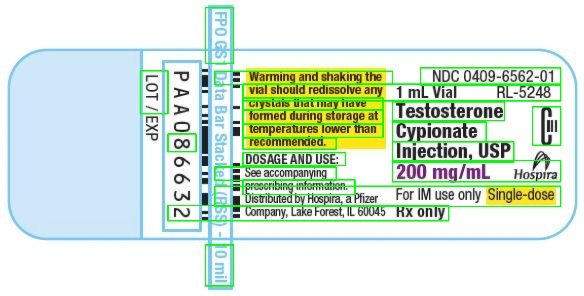 LOT / EXP
PAA086632
FPO GS1 Data Bar Stacked (RSS) - 10 mil
Warming and shaking the
vial should redissolve any
crystals that may have
formed during storage at
temperatures lower than
recommended.
DOSAGE AND USE:
See accompanying
prescribing information.
Distributed by Hospira, a Pfizer
Company, Lake Forest, IL 60045
NDC 0409-6562-01
1 mL Vial RL-5248
Testosterone
Cypionate
Injection, USP
200 mg/mL
CIII
Hospira
For IM use only Single-dose
Rx only